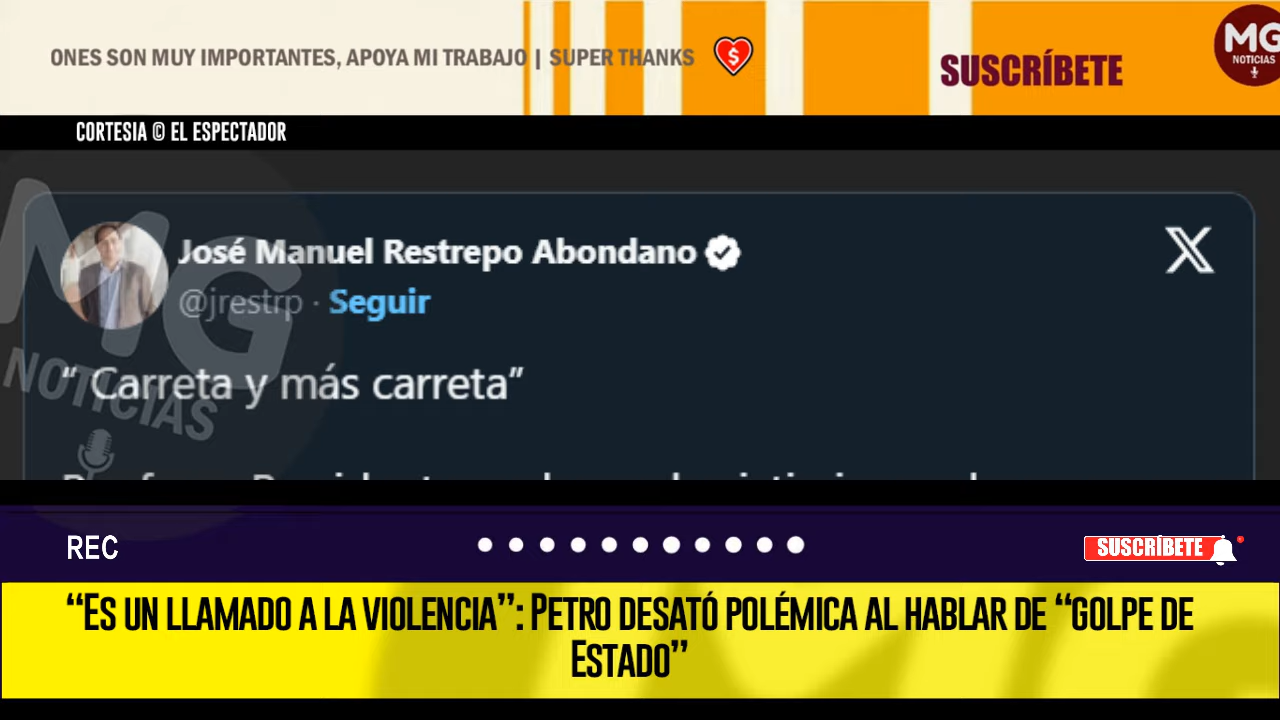 ONES SON MUY IMPORTANTES, APOYA MI TRABAJO | SUPER THANKS
SUSCRÍBETE
MG
NOTICIAS
CORTESIA © EL ESPECTADOR
José Manuel Restrepo Abondano
@jrestrp · Seguir
“ Carreta y más carreta”
MG
NOTICIAS
REC
SUSCRÍBETE
“Es un llamado a la violencia”: Petro desató polémica al hablar de “golpe de
Estado”